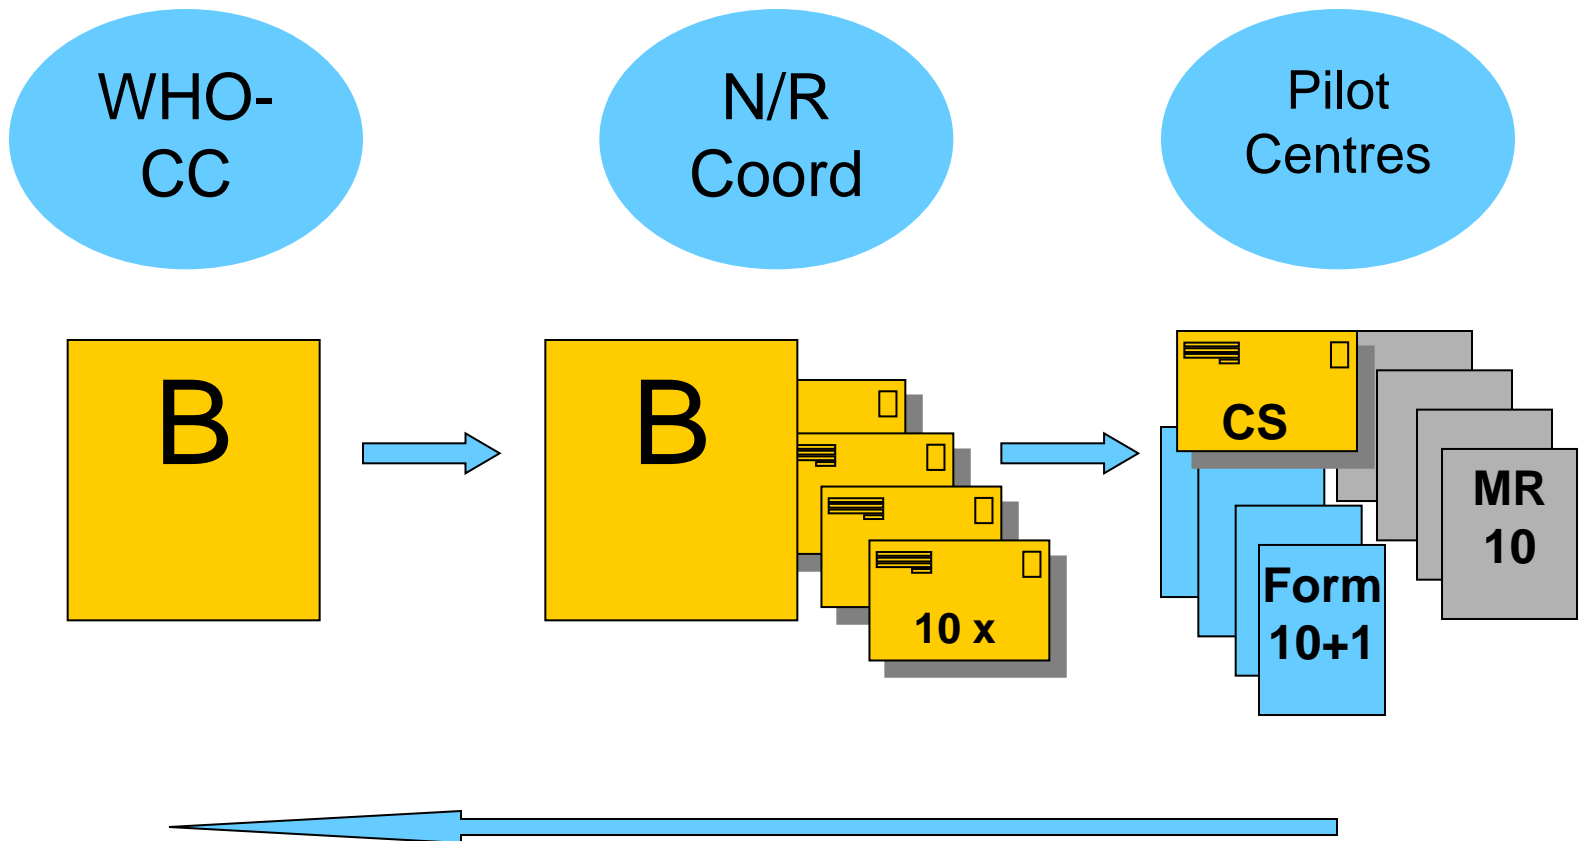 WHO-
CC
N/R
Coord
Pilot
Centres
B
B
10 x
CS
MR
10
Form
10+1